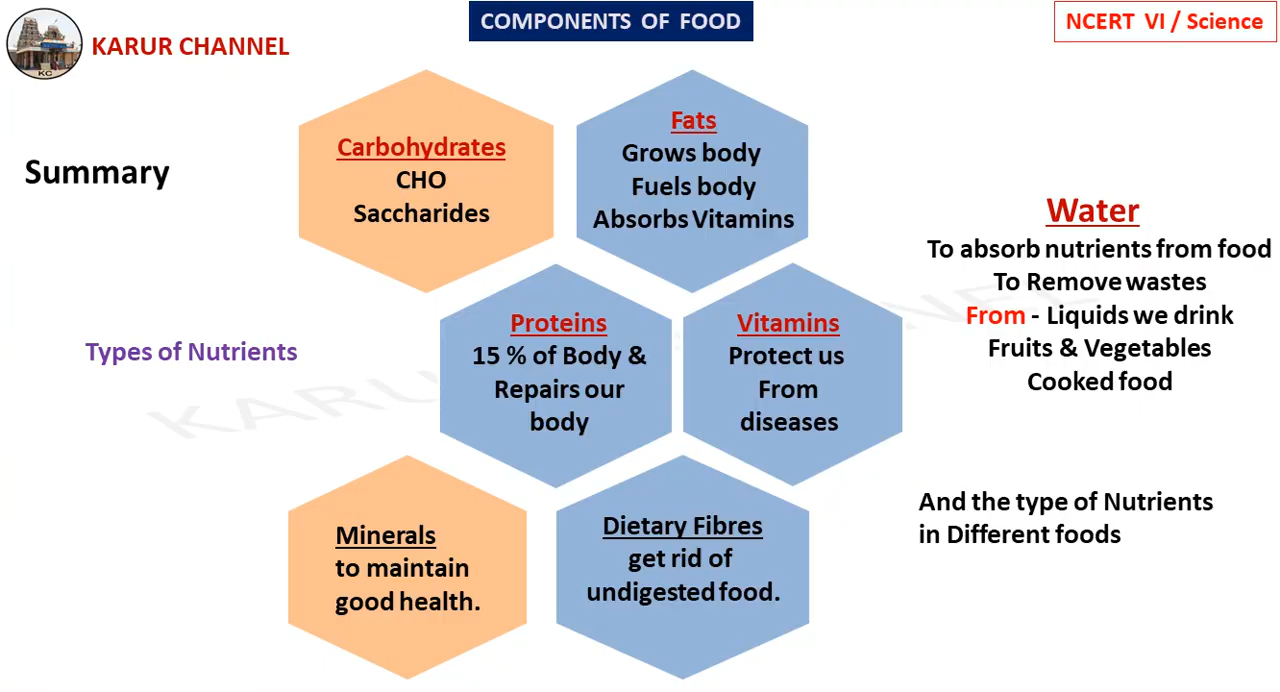 COMPONENTS OF FOOD
NCERT VI / Science
KARUR CHANNEL
KC
Summary
Carbohydrates
CHO
Saccharides
Fats
Grows body
Fuels body
Absorbs Vitamins
Water
To absorb nutrients from food
To Remove wastes
From - Liquids we drink
Fruits & Vegetables
Cooked food
Types of Nutrients
Proteins
15 % of Body &
Repairs our
body
Vitamins
Protect us
From
diseases
Minerals
to maintain
good health.
Dietary Fibres
get rid of
undigested food.
And the type of Nutrients
in Different foods